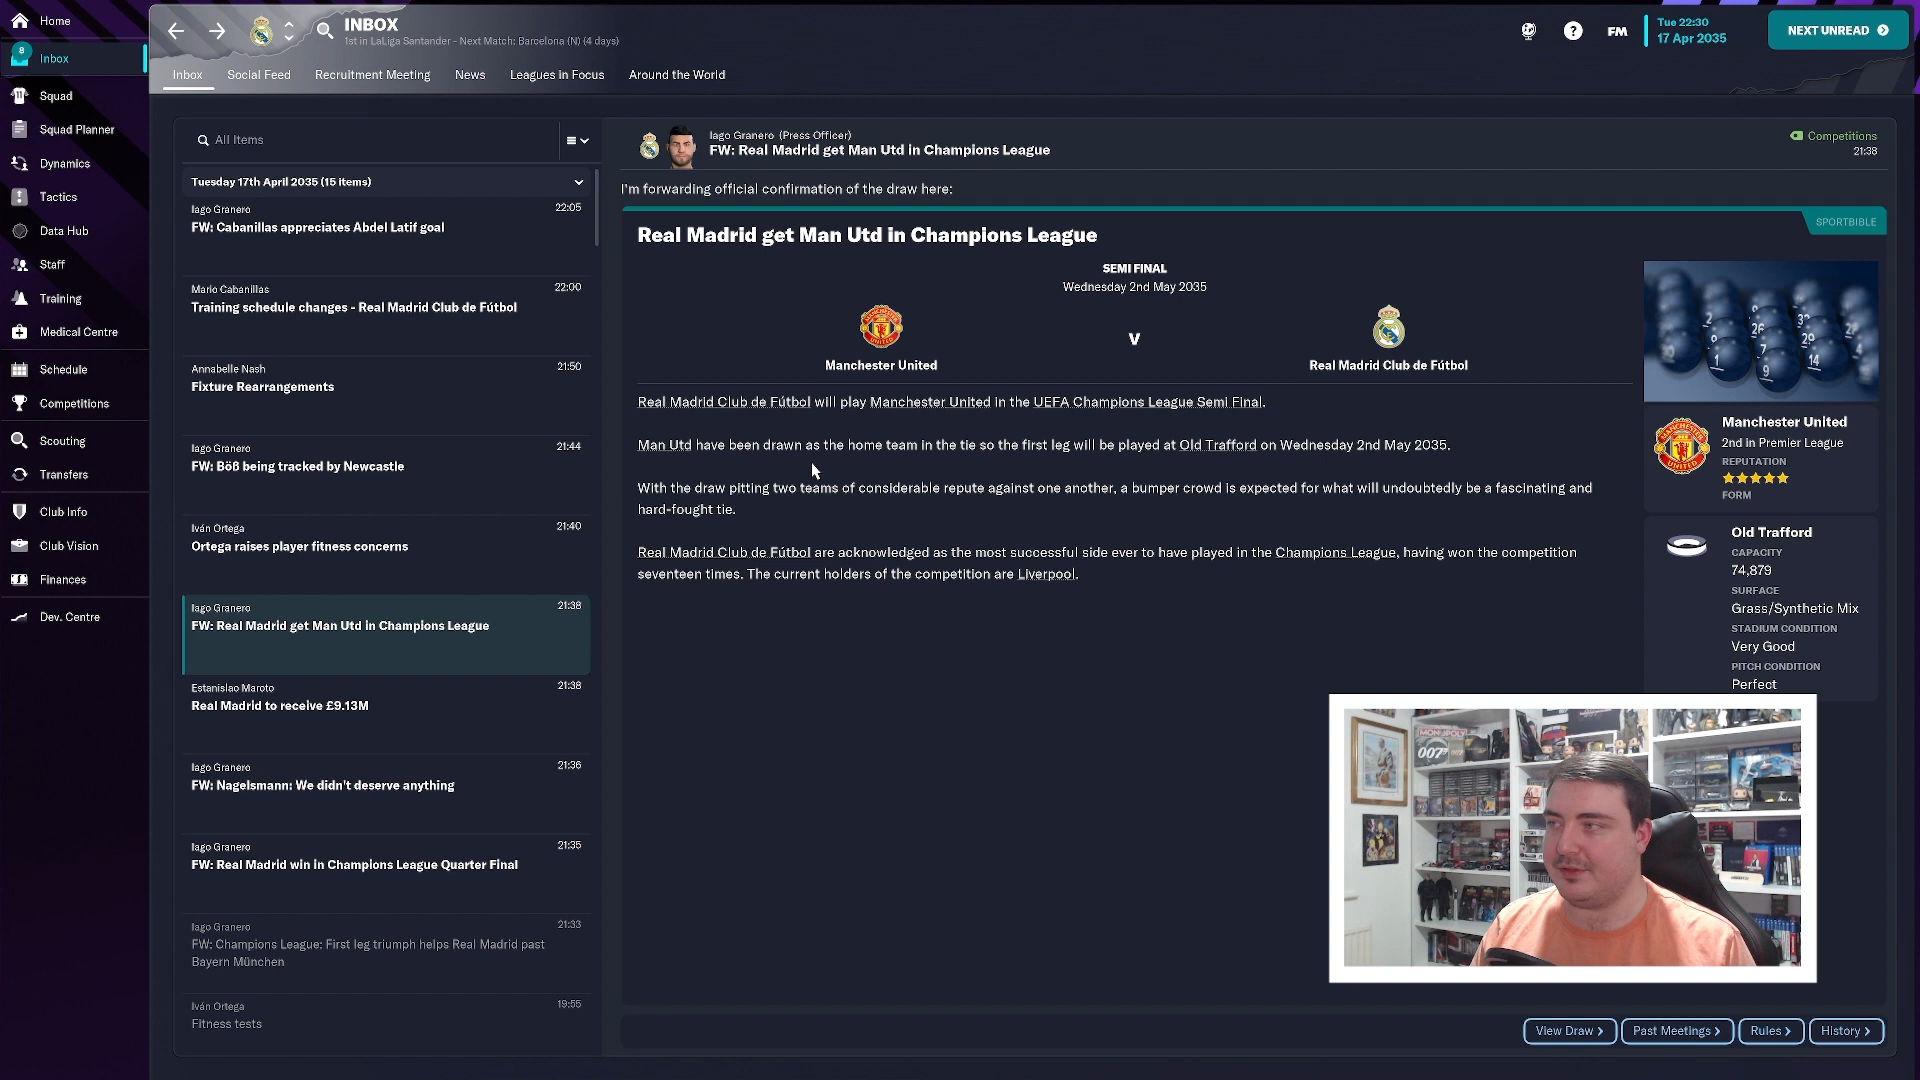 Home
8
Inbox
Squad
Squad Planner
Dynamics
Tactics
Data Hub
Staff
Training
Medical Centre
Schedule
Competitions
Scouting
Transfers
Club Info
Club Vision
Finances
Dev. Centre
INBOX
1st in LaLiga Santander - Next Match: Barcelona (N) (4 days)
FM
Tue 22:30
17 Apr 2035
NEXT UNREAD
Inbox
Social Feed
Recruitment Meeting
News
Leagues in Focus
Around the World
All Items
Tuesday 17th April 2035 (15 items)
Iago Granero 22:05
FW: Cabanillas appreciates Abdel Latif goal
Mario Cabanillas 22:00
Training schedule changes - Real Madrid Club de Fútbol
Annabelle Nash 21:50
Fixture Rearrangements
Iago Granero 21:44
FW: Böß being tracked by Newcastle
Iván Ortega 21:40
Ortega raises player fitness concerns
Iago Granero 21:38
FW: Real Madrid get Man Utd in Champions League
Estanislao Maroto 21:38
Real Madrid to receive £9.13M
Iago Granero 21:36
FW: Nagelsmann: We didn't deserve anything
Iago Granero 21:35
FW: Real Madrid win in Champions League Quarter Final
Iago Granero 21:33
FW: Champions League: First leg triumph helps Real Madrid past
Bayern München
Iván Ortega 19:55
Fitness tests
Iago Granero (Press Officer)
FW: Real Madrid get Man Utd in Champions League
Competitions
21:38
I'm forwarding official confirmation of the draw here:
SPORTBIBLE
Real Madrid get Man Utd in Champions League
SEMI FINAL
Wednesday 2nd May 2035
V
Manchester United
Real Madrid Club de Fútbol
Real Madrid Club de Fútbol will play Manchester United in the UEFA Champions League Semi Final.
Man Utd have been drawn as the home team in the tie so the first leg will be played at Old Trafford on Wednesday 2nd May 2035.
With the draw pitting two teams of considerable repute against one another, a bumper crowd is expected for what will undoubtedly be a fascinating and
hard-fought tie.
Real Madrid Club de Fútbol are acknowledged as the most successful side ever to have played in the Champions League, having won the competition
seventeen times. The current holders of the competition are Liverpool.
Manchester United
2nd in Premier League
REPUTATION
FORM
Old Trafford
CAPACITY
74,879
SURFACE
Grass/Synthetic Mix
STADIUM CONDITION
Very Good
PITCH CONDITION
Perfect
MONOPOLY
007
View Draw
Past Meetings
Rules
History